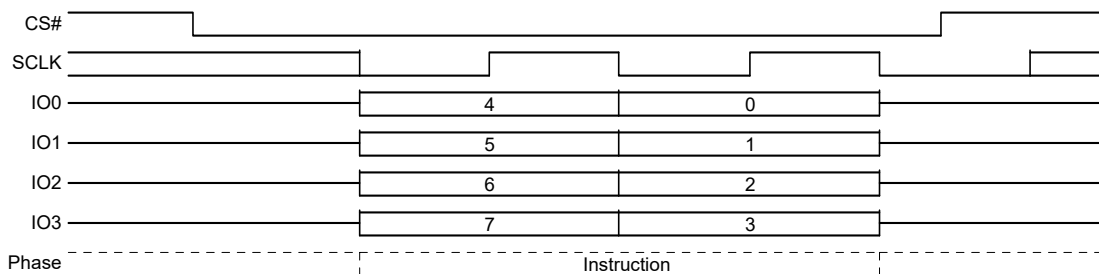 CS#
SCLK
IO0 4 0
IO1 5 1
IO2 6 2
IO3 7 3
Phase Instruction